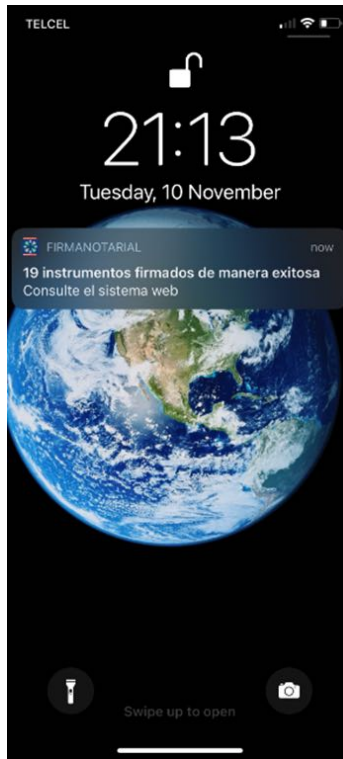 TELCEL
21:13
Tuesday, 10 November
FIRMANOTARIAL now
19 instrumentos firmados de manera exitosa
Consulte el sistema web
Swipe up to open